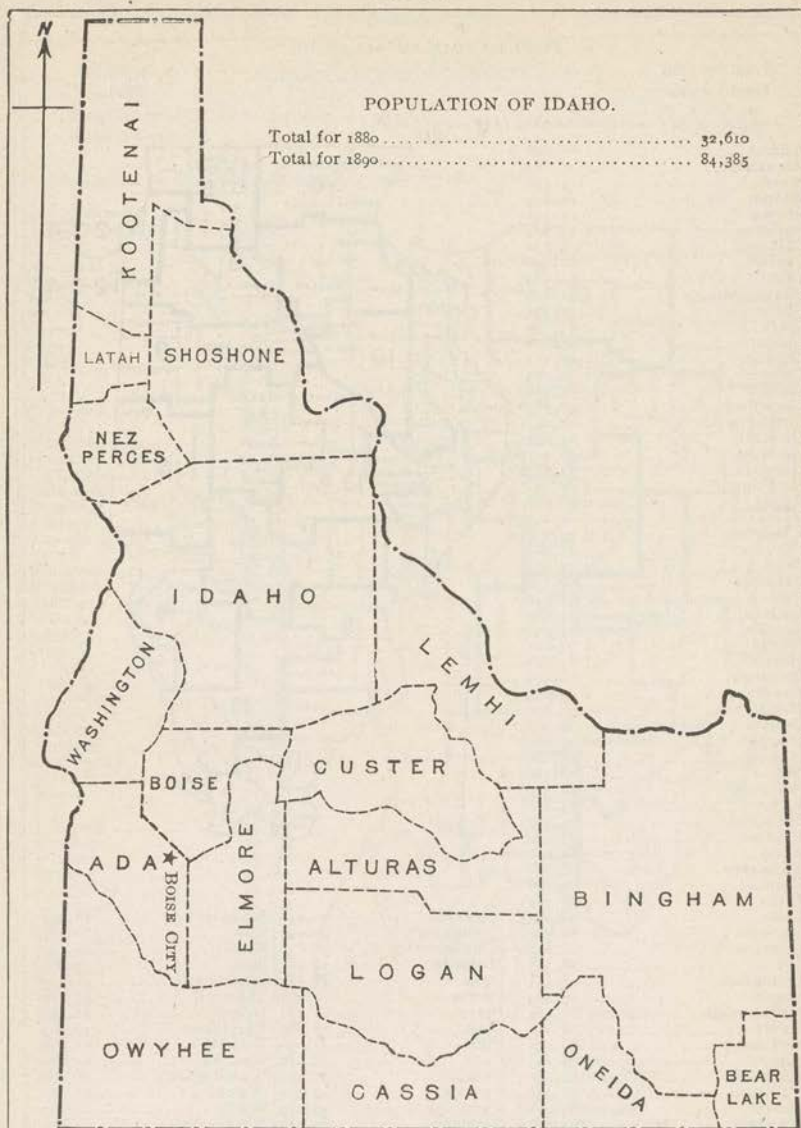 N
POPULATION OF IDAHO.
Total for 1880 ........................................ 32,610
Total for 1890 ..... ................................ 84,385
KOOTENAI
LATAH
SHOSHONE
NEZ
PERCES
IDAHO
LEMHI
WASHINGTON
BOISE
CUSTER
ADA
BOISE CITY
ELMORE
ALTURAS
BINGHAM
LOGAN
OWYHEE
CASSIA
ONEIDA
BEAR
LAKE